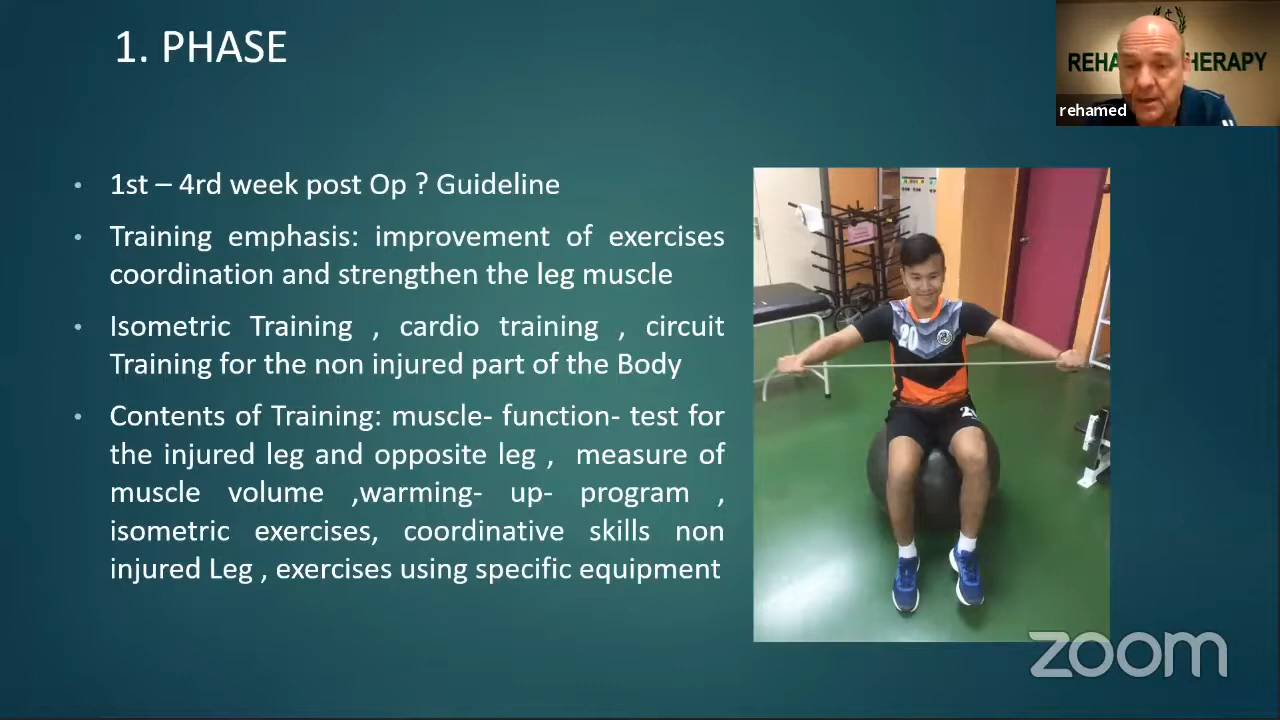 1. PHASE
REHA
HERAPY
rehamed
1st – 4rd week post Op ? Guideline
Training emphasis: improvement of exercises
coordination and strengthen the leg muscle
Isometric Training , cardio training , circuit
Training for the non injured part of the Body
Contents of Training: muscle- function- test for
the injured leg and opposite leg , measure of
muscle volume ,warming- up- program ,
isometric exercises, coordinative skills non
injured Leg , exercises using specific equipment
20
zoom